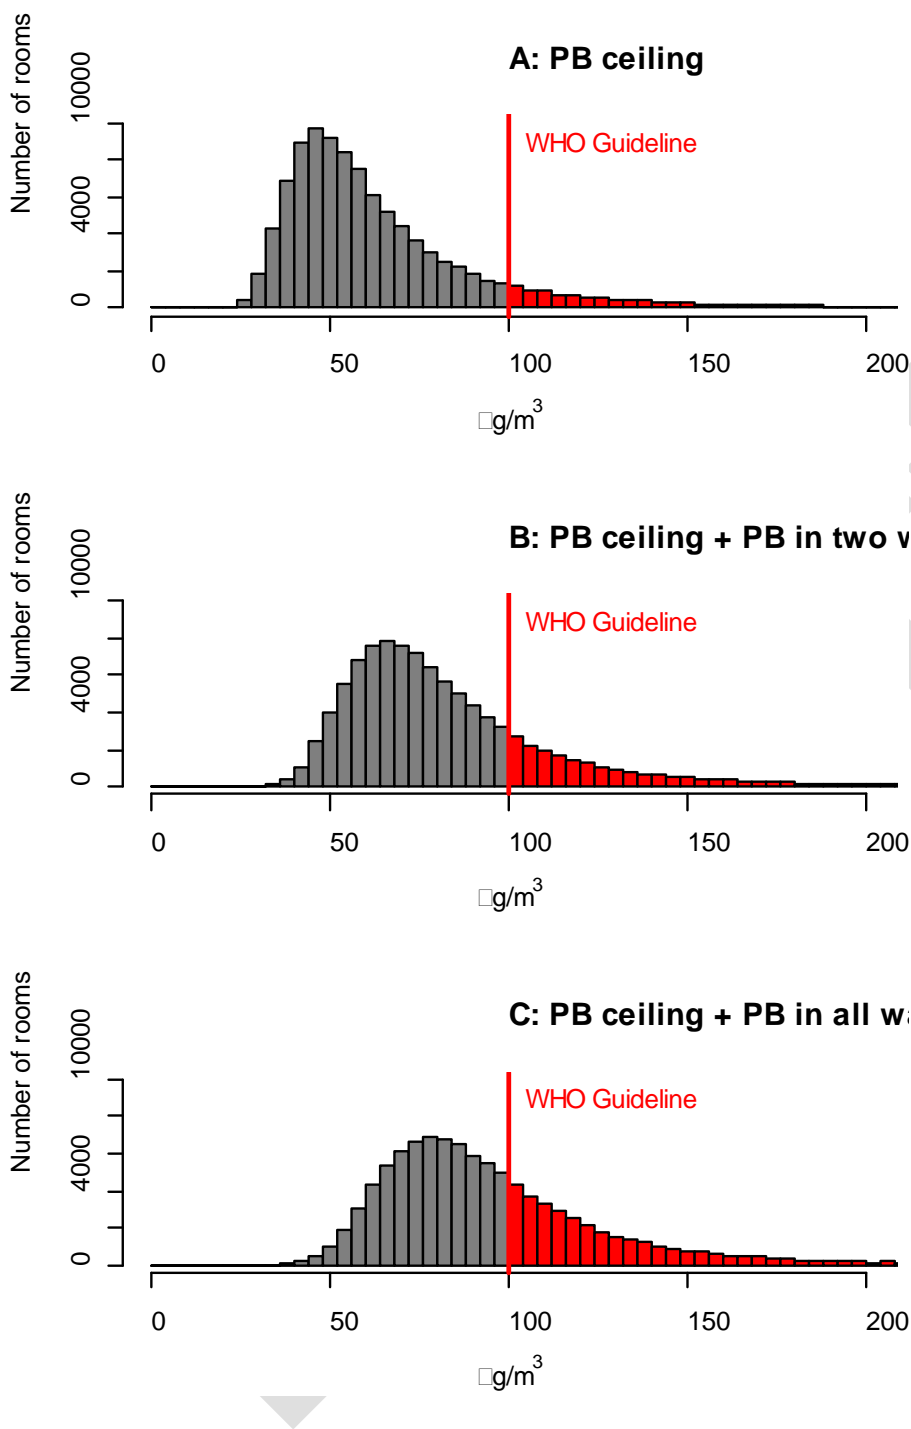 A: PB ceiling
Number of rooms
10000
4000
0
WHO Guideline
0 50 100 150 200
□g/m³
B: PB ceiling + PB in two
Number of rooms
10000
4000
0
WHO Guideline
0 50 100 150 200
□g/m³
C: PB ceiling + PB in all
Number of rooms
10000
4000
0
WHO Guideline
0 50 100 150 200
□g/m³